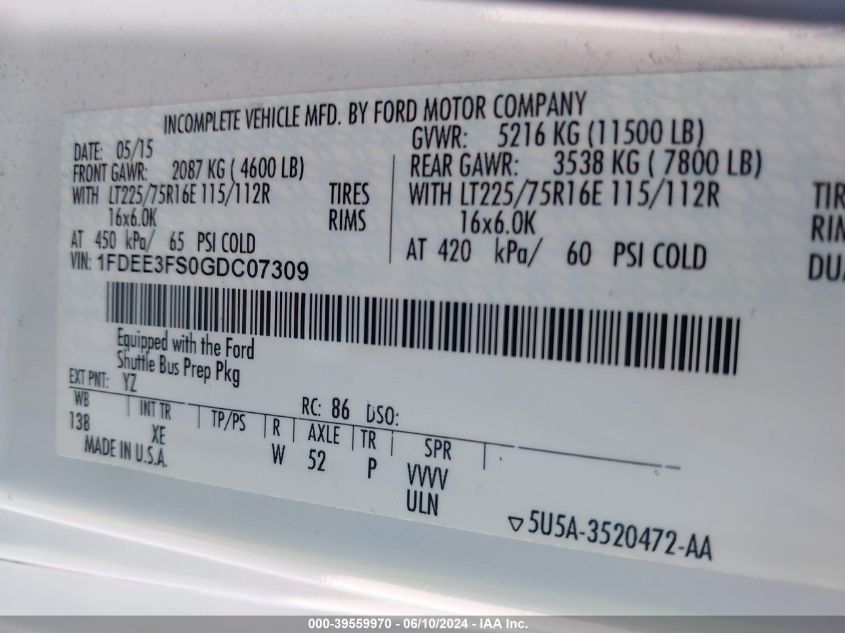 INCOMPLETE VEHICLE MFD. BY FORD MOTOR COMPANY
DATE: 05/15 GVWR: 5216 KG (11500 LB)
FRONT GAWR: 2087 KG ( 4600 LB) REAR GAWR: 3538 KG ( 7800 LB)
WITH LT225/75R16E 115/112R TIRES WITH LT225/75R16E 115/112R
16x6.0K RIMS 16x6.0K
AT 450 kPa/ 65 PSI COLD AT 420 kPa/ 60 PSI COLD
VIN: 1FDEE3FS0GDC07309
Equipped with the Ford
Shuttle Bus Prep Pkg
EXT PNT: YZ RC: 86 DSO:
WB INT TR TP/PS R AXLE TR SPR
138 XE W 52 P VVVV
MADE IN U.S.A. ULN
5U5A-3520472-AA
000-39559970 - 06/10/2024 - IAA Inc.